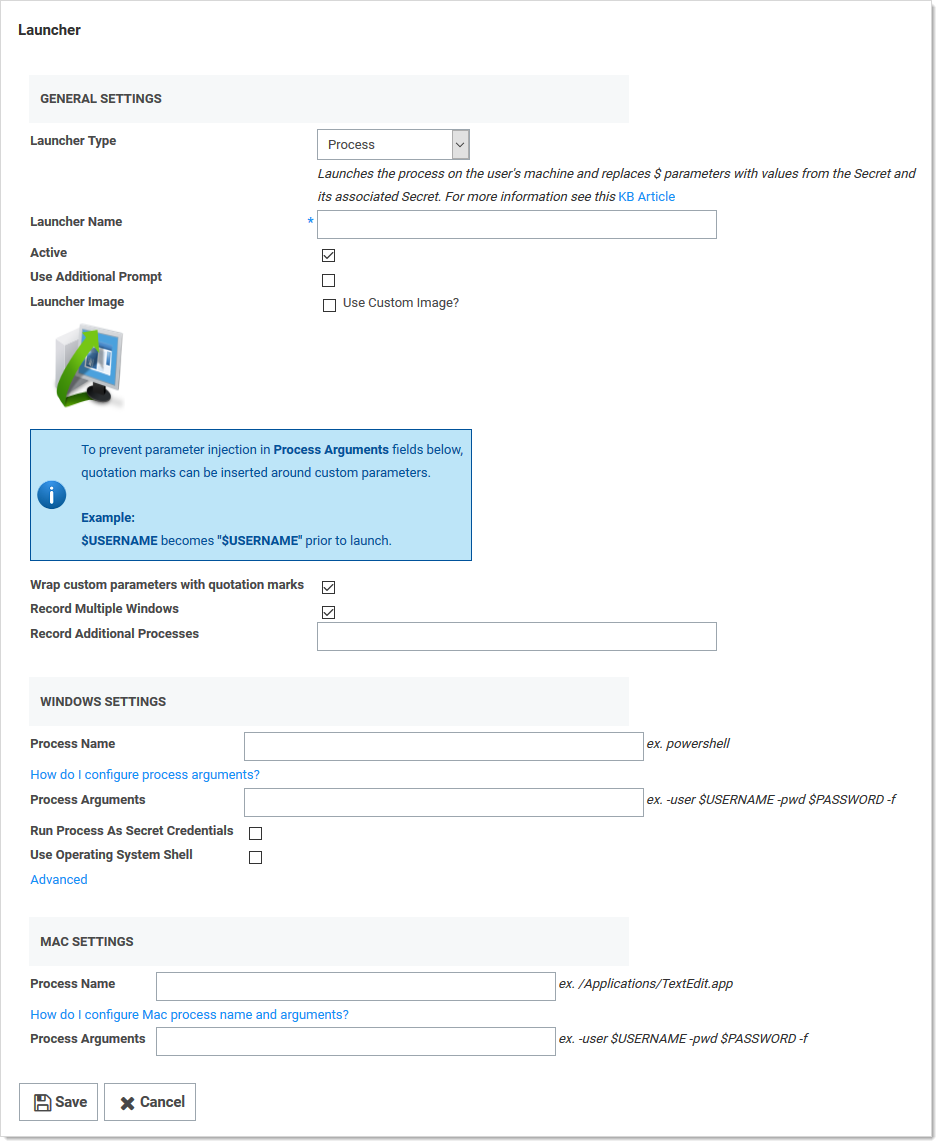 Launcher
GENERAL SETTINGS
Launcher Type
Process
Launches the process on the user's machine and replaces $ parameters with values from the Secret and
its associated Secret. For more information see this KB Article
Launcher Name *
Active
Use Additional Prompt
Launcher Image
Use Custom Image?
To prevent parameter injection in Process Arguments fields below,
quotation marks can be inserted around custom parameters.
Example:
$USERNAME becomes "$USERNAME" prior to launch.
Wrap custom parameters with quotation marks
Record Multiple Windows
Record Additional Processes
WINDOWS SETTINGS
Process Name
ex. powershell
How do I configure process arguments?
Process Arguments
ex. -user $USERNAME -pwd $PASSWORD -f
Run Process As Secret Credentials
Use Operating System Shell
Advanced
MAC SETTINGS
Process Name
ex. /Applications/TextEdit.app
How do I configure Mac process name and arguments?
Process Arguments
ex. -user $USERNAME -pwd $PASSWORD -f
Save
Cancel